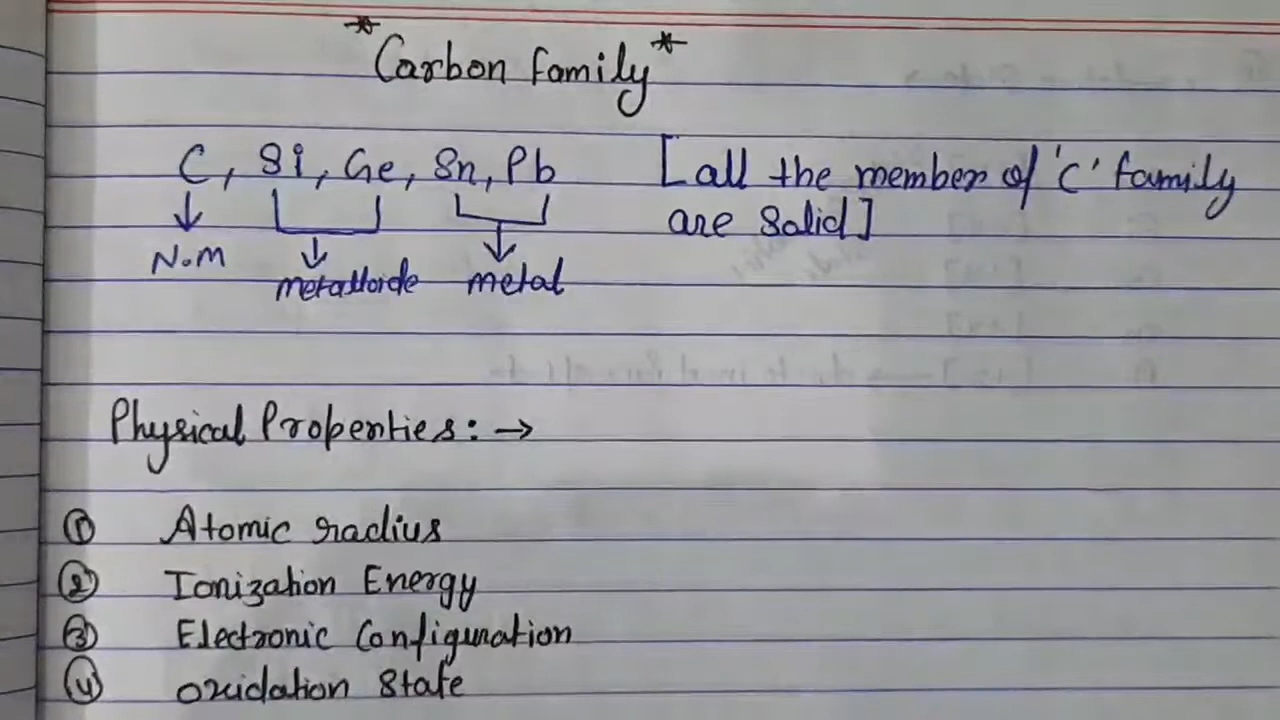 *Carbon family*
C, Si, Ge, Sn, Pb [all the member of 'C' family
are Solid]
N.M metalloide metal
Physical Properties: →
① Atomic radius
② Ionization Energy
③ Electronic Configuration
④ oxidation State